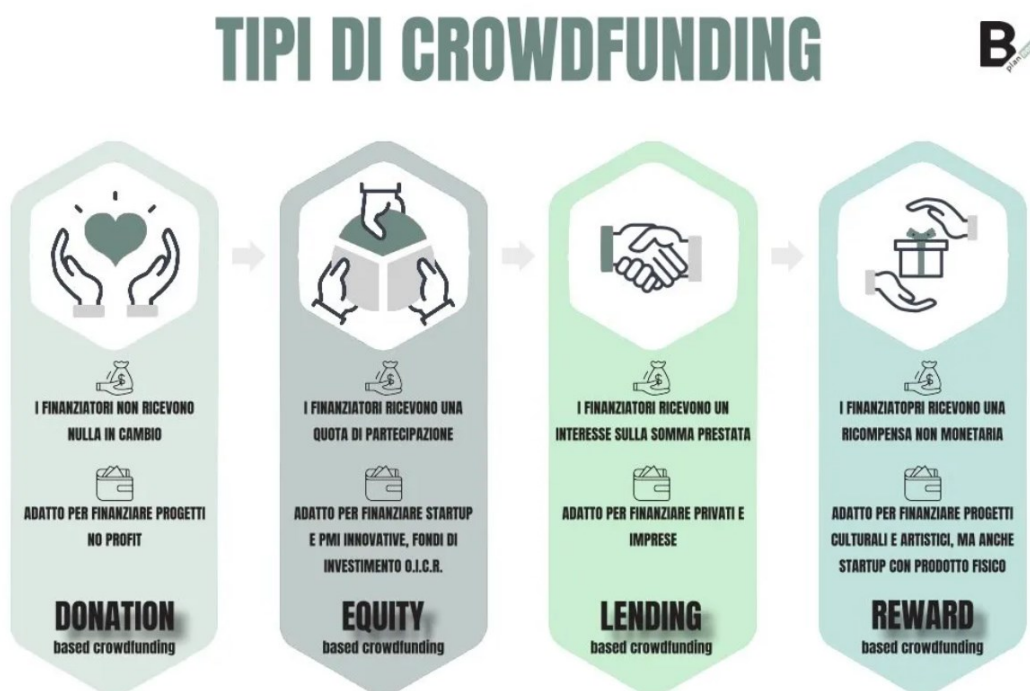 TIPI DI CROWDFUNDING
B
plan
I FINANZIATORI NON RICEVONO
NULLA IN CAMBIO
ADATTO PER FINANZIARE PROGETTI
NO PROFIT
DONATION
based crowdfunding
I FINANZIATORI RICEVONO UNA
QUOTA DI PARTECIPAZIONE
ADATTO PER FINANZIARE STARTUP
E PMI INNOVATIVE, FONDI DI
INVESTIMENTO O.I.C.R.
EQUITY
based crowdfunding
I FINANZIATORI RICEVONO UN
INTERESSE SULLA SOMMA PRESTATA
ADATTO PER FINANZIARE PRIVATI E
IMPRESE
LENDING
based crowdfunding
I FINANZIATOPRI RICEVONO UNA
RICOMPENSA NON MONETARIA
ADATTO PER FINANZIARE PROGETTI
CULTURALI E ARTISTICI, MA ANCHE
STARTUP CON PRODOTTO FISICO
REWARD
based crowdfunding